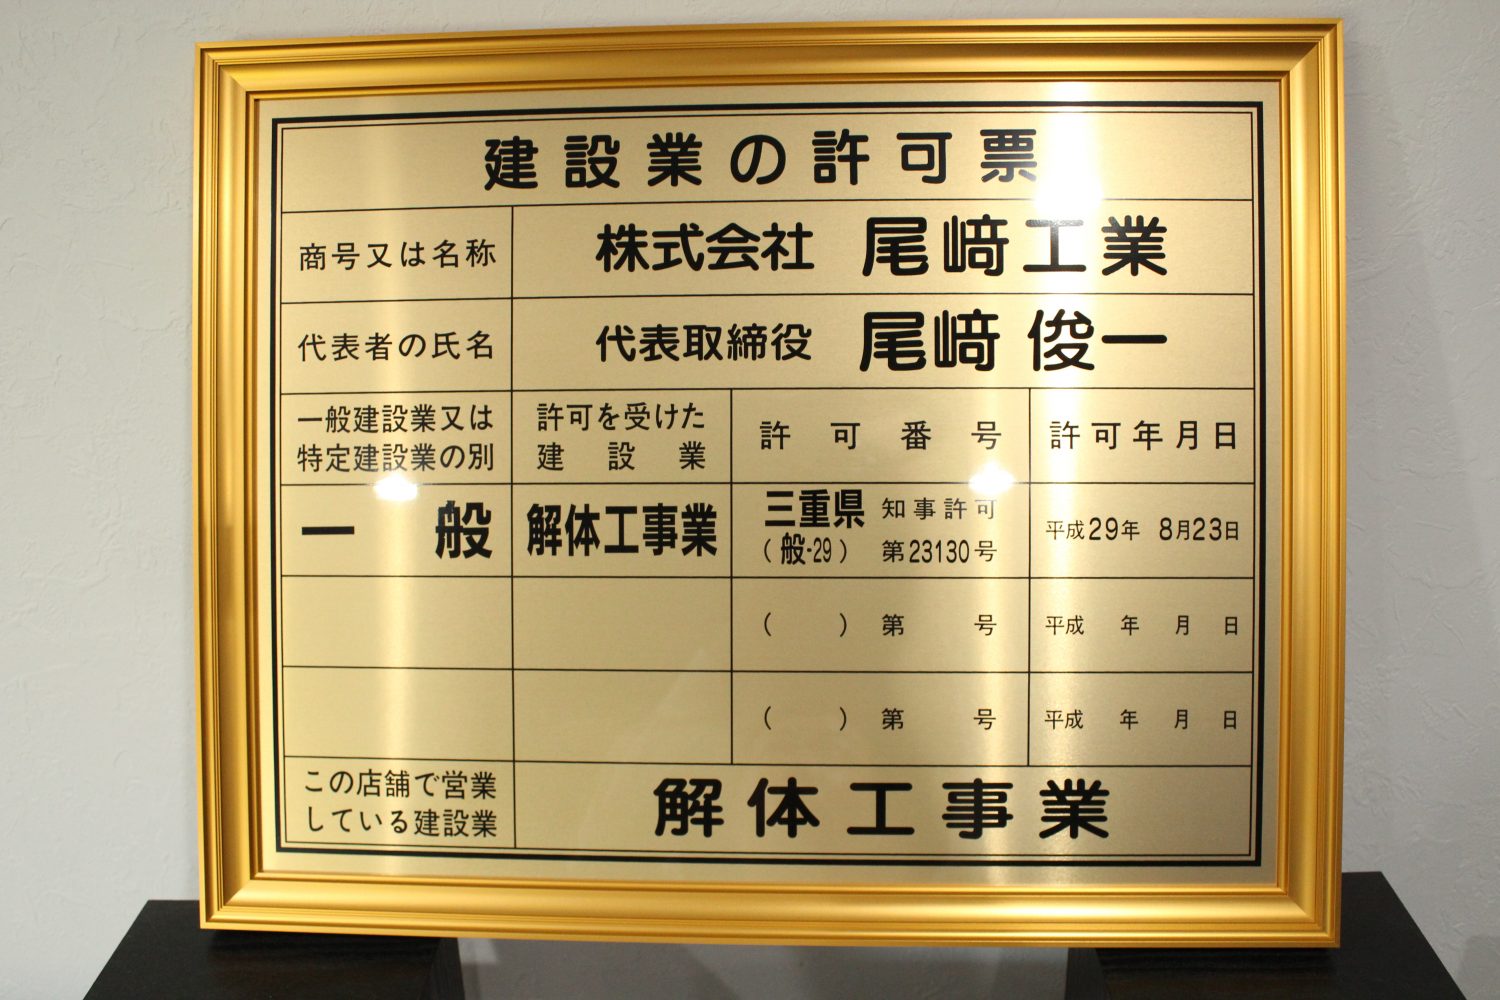 建設業の許可票
商号又は名称 株式会社 尾﨑工業
代表者の氏名 代表取締役 尾﨑 俊一
一般建設業又は
特定建設業の別
許可を受けた
建設業
許可番号
許可年月日
一般
解体工事業
三重県 知事許可
(般-29) 第23130号
平成29年 8月23日
( ) 第 号 平成 年 月 日
( ) 第 号 平成 年 月 日
この店舗で営業
している建設業
解体工事業